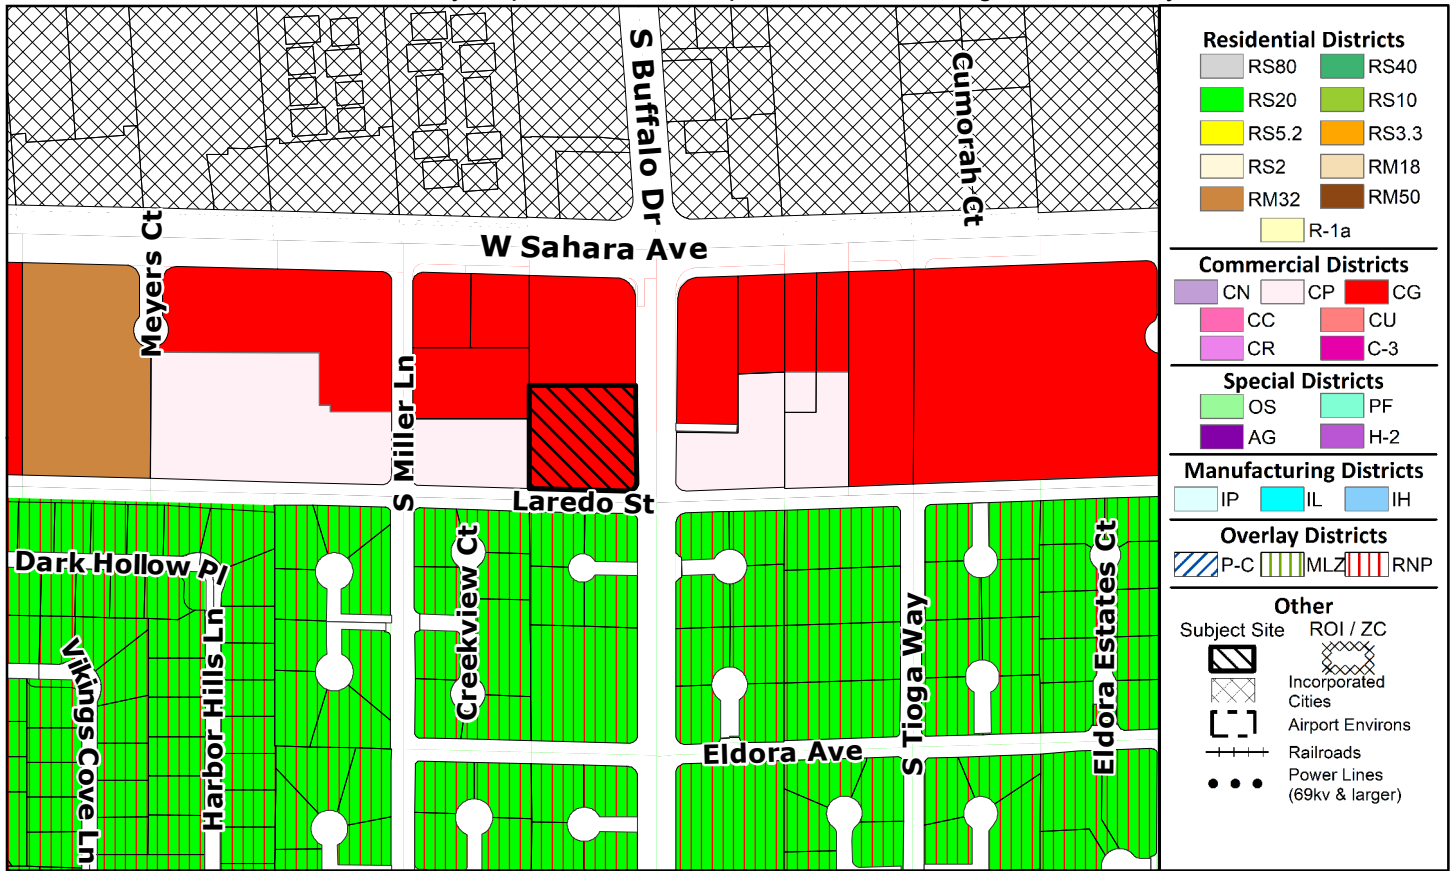 S Buffalo Dr
Cumorah Ct
Meyers Ct
W Sahara Ave
S Miller Ln
Laredo St
Dark Hollow Pl
Creekview Ct
Vikings Cove Ln
Harbor Hills Ln
S Tioga Way
Eldora Estates Ct
Eldora Ave
Residential Districts
RS80 RS40
RS20 RS10
RS5.2 RS3.3
RS2 RM18
RM32 RM50
R-1a
Commercial Districts
CN CP CG
CC CU
CR C-3
Special Districts
OS PF
AG H-2
Manufacturing Districts
IP IL IH
Overlay Districts
P-C MLZ RNP
Other
Subject Site ROI / ZC
Incorporated
Cities
Airport Environs
Railroads
Power Lines
(69kv & larger)